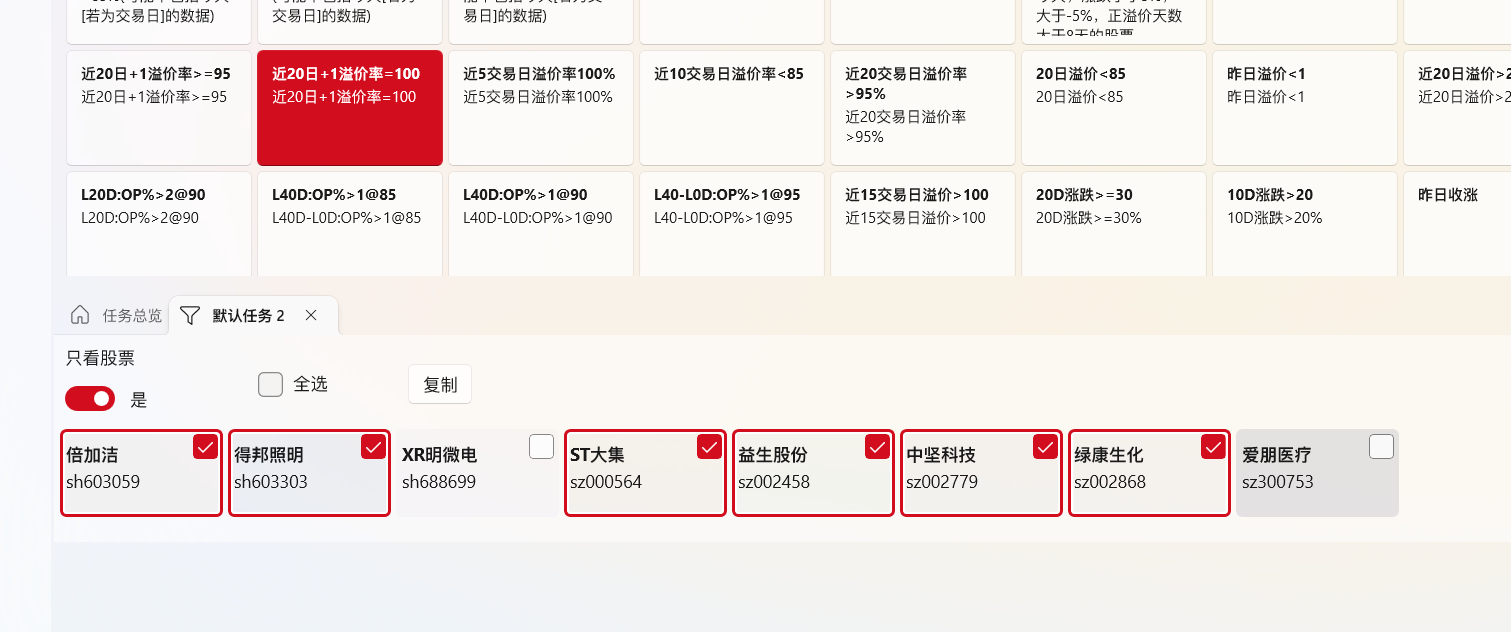 [若为交易日]的数据)
交易日]的数据)
易日]的数据)
大于-5%，正溢价天数
大于8天的股票
近20日+1溢价率>=95
近20日+1溢价率>=95
近20日+1溢价率=100
近20日+1溢价率=100
近5交易日溢价率100%
近5交易日溢价率100%
近10交易日溢价率<85
近20交易日溢价率
>95%
近20交易日溢价率
>95%
20日溢价<85
20日溢价<85
昨日溢价<1
昨日溢价<1
近20日溢价>2
近20日溢价>2
L20D:OP%>2@90
L20D:OP%>2@90
L40D:OP%>1@85
L40D-L0D:OP%>1@85
L40D:OP%>1@90
L40D-L0D:OP%>1@90
L40-L0D:OP%>1@95
L40-L0D:OP%>1@95
近15交易日溢价>100
近15交易日溢价>100
20D涨跌>=30
20D涨跌>=30%
10D涨跌>20
10D涨跌>20%
昨日收涨
任务总览
默认任务 2
只看股票
是
全选
复制
倍加洁
sh603059
得邦照明
sh603303
XR明微电
sh688699
ST大集
sz000564
益生股份
sz002458
中坚科技
sz002779
绿康生化
sz002868
爱朋医疗
sz300753